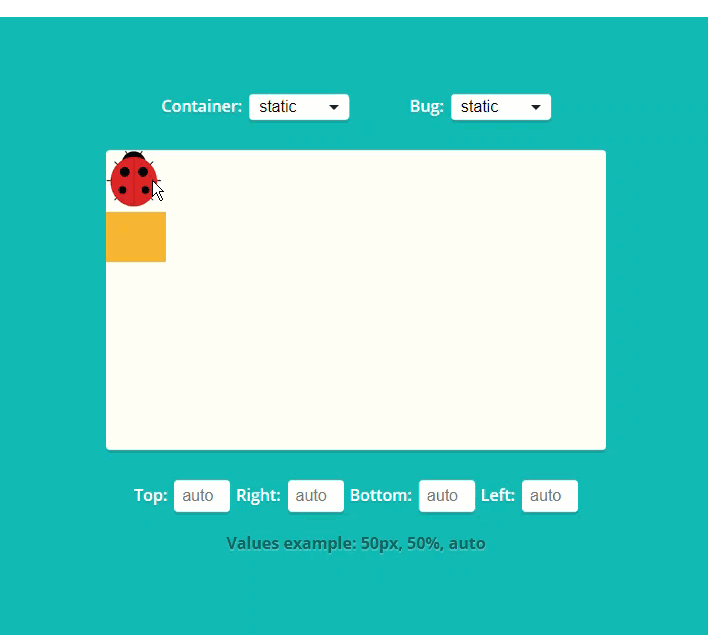 Container: static Bug: static
Top: auto Right: auto Bottom: auto Left: auto
Values example: 50px, 50%, auto